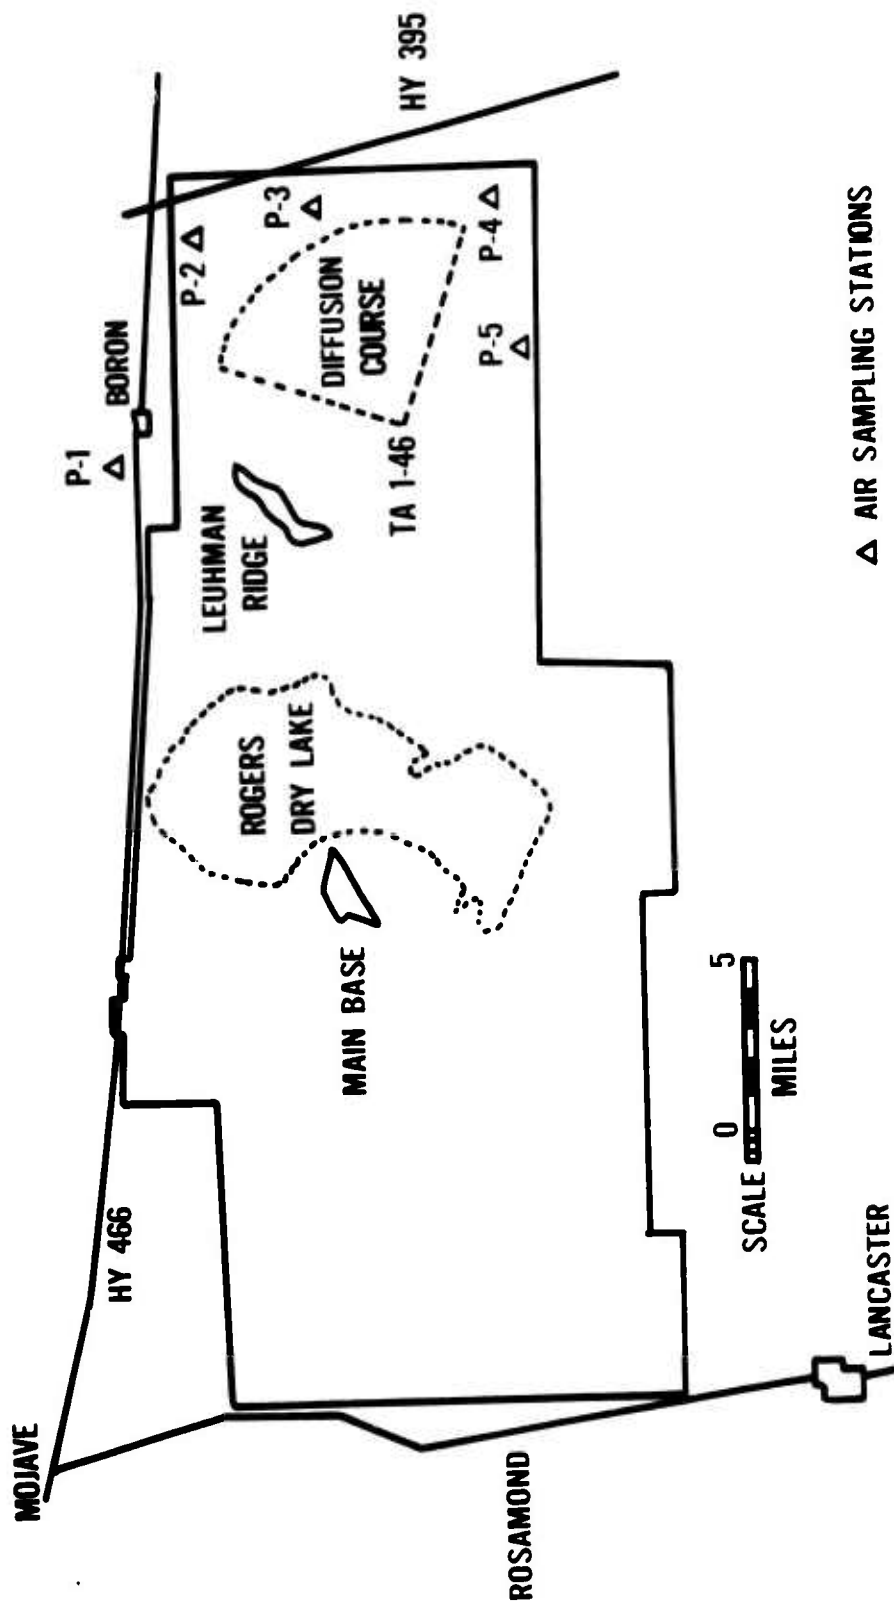 MOJAVE
HY 466
P-1
BORON
P-2
HY 395
P-3
LEUHMAN
RIDGE
DIFFUSION
COURSE
ROGERS
DRY LAKE
TA 1-46
P-4
P-5
MAIN BASE
ROSAMOND
SCALE
0
5
MILES
LANCASTER
△ AIR SAMPLING STATIONS